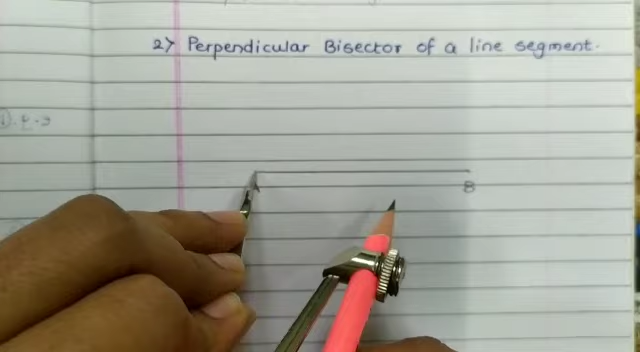 2) Perpendicular Bisector of a line segment.
B